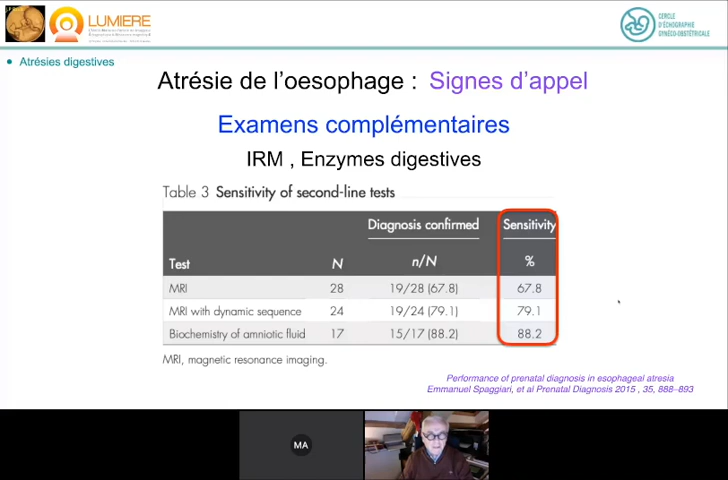 LUMIERE
CERCLE
D'ÉCHOGRAPHIE
GYNÉCO-OBSTÉTRICALE
• Atrésies digestives
Atrésie de l'oesophage : Signes d'appel
Examens complémentaires
IRM , Enzymes digestives
Table 3 Sensitivity of second-line tests
Diagnosis confirmed Sensitivity
Test N n/N %
MRI 28 19/28 (67.8) 67.8
MRI with dynamic sequence 24 19/24 (79.1) 79.1
Biochemistry of amniotic fluid 17 15/17 (88.2) 88.2
MRI, magnetic resonance imaging.
Performance of prenatal diagnosis in esophageal atresia
Emmanuel Spaggiari, et al Prenatal Diagnosis 2015 , 35, 888–893
MA